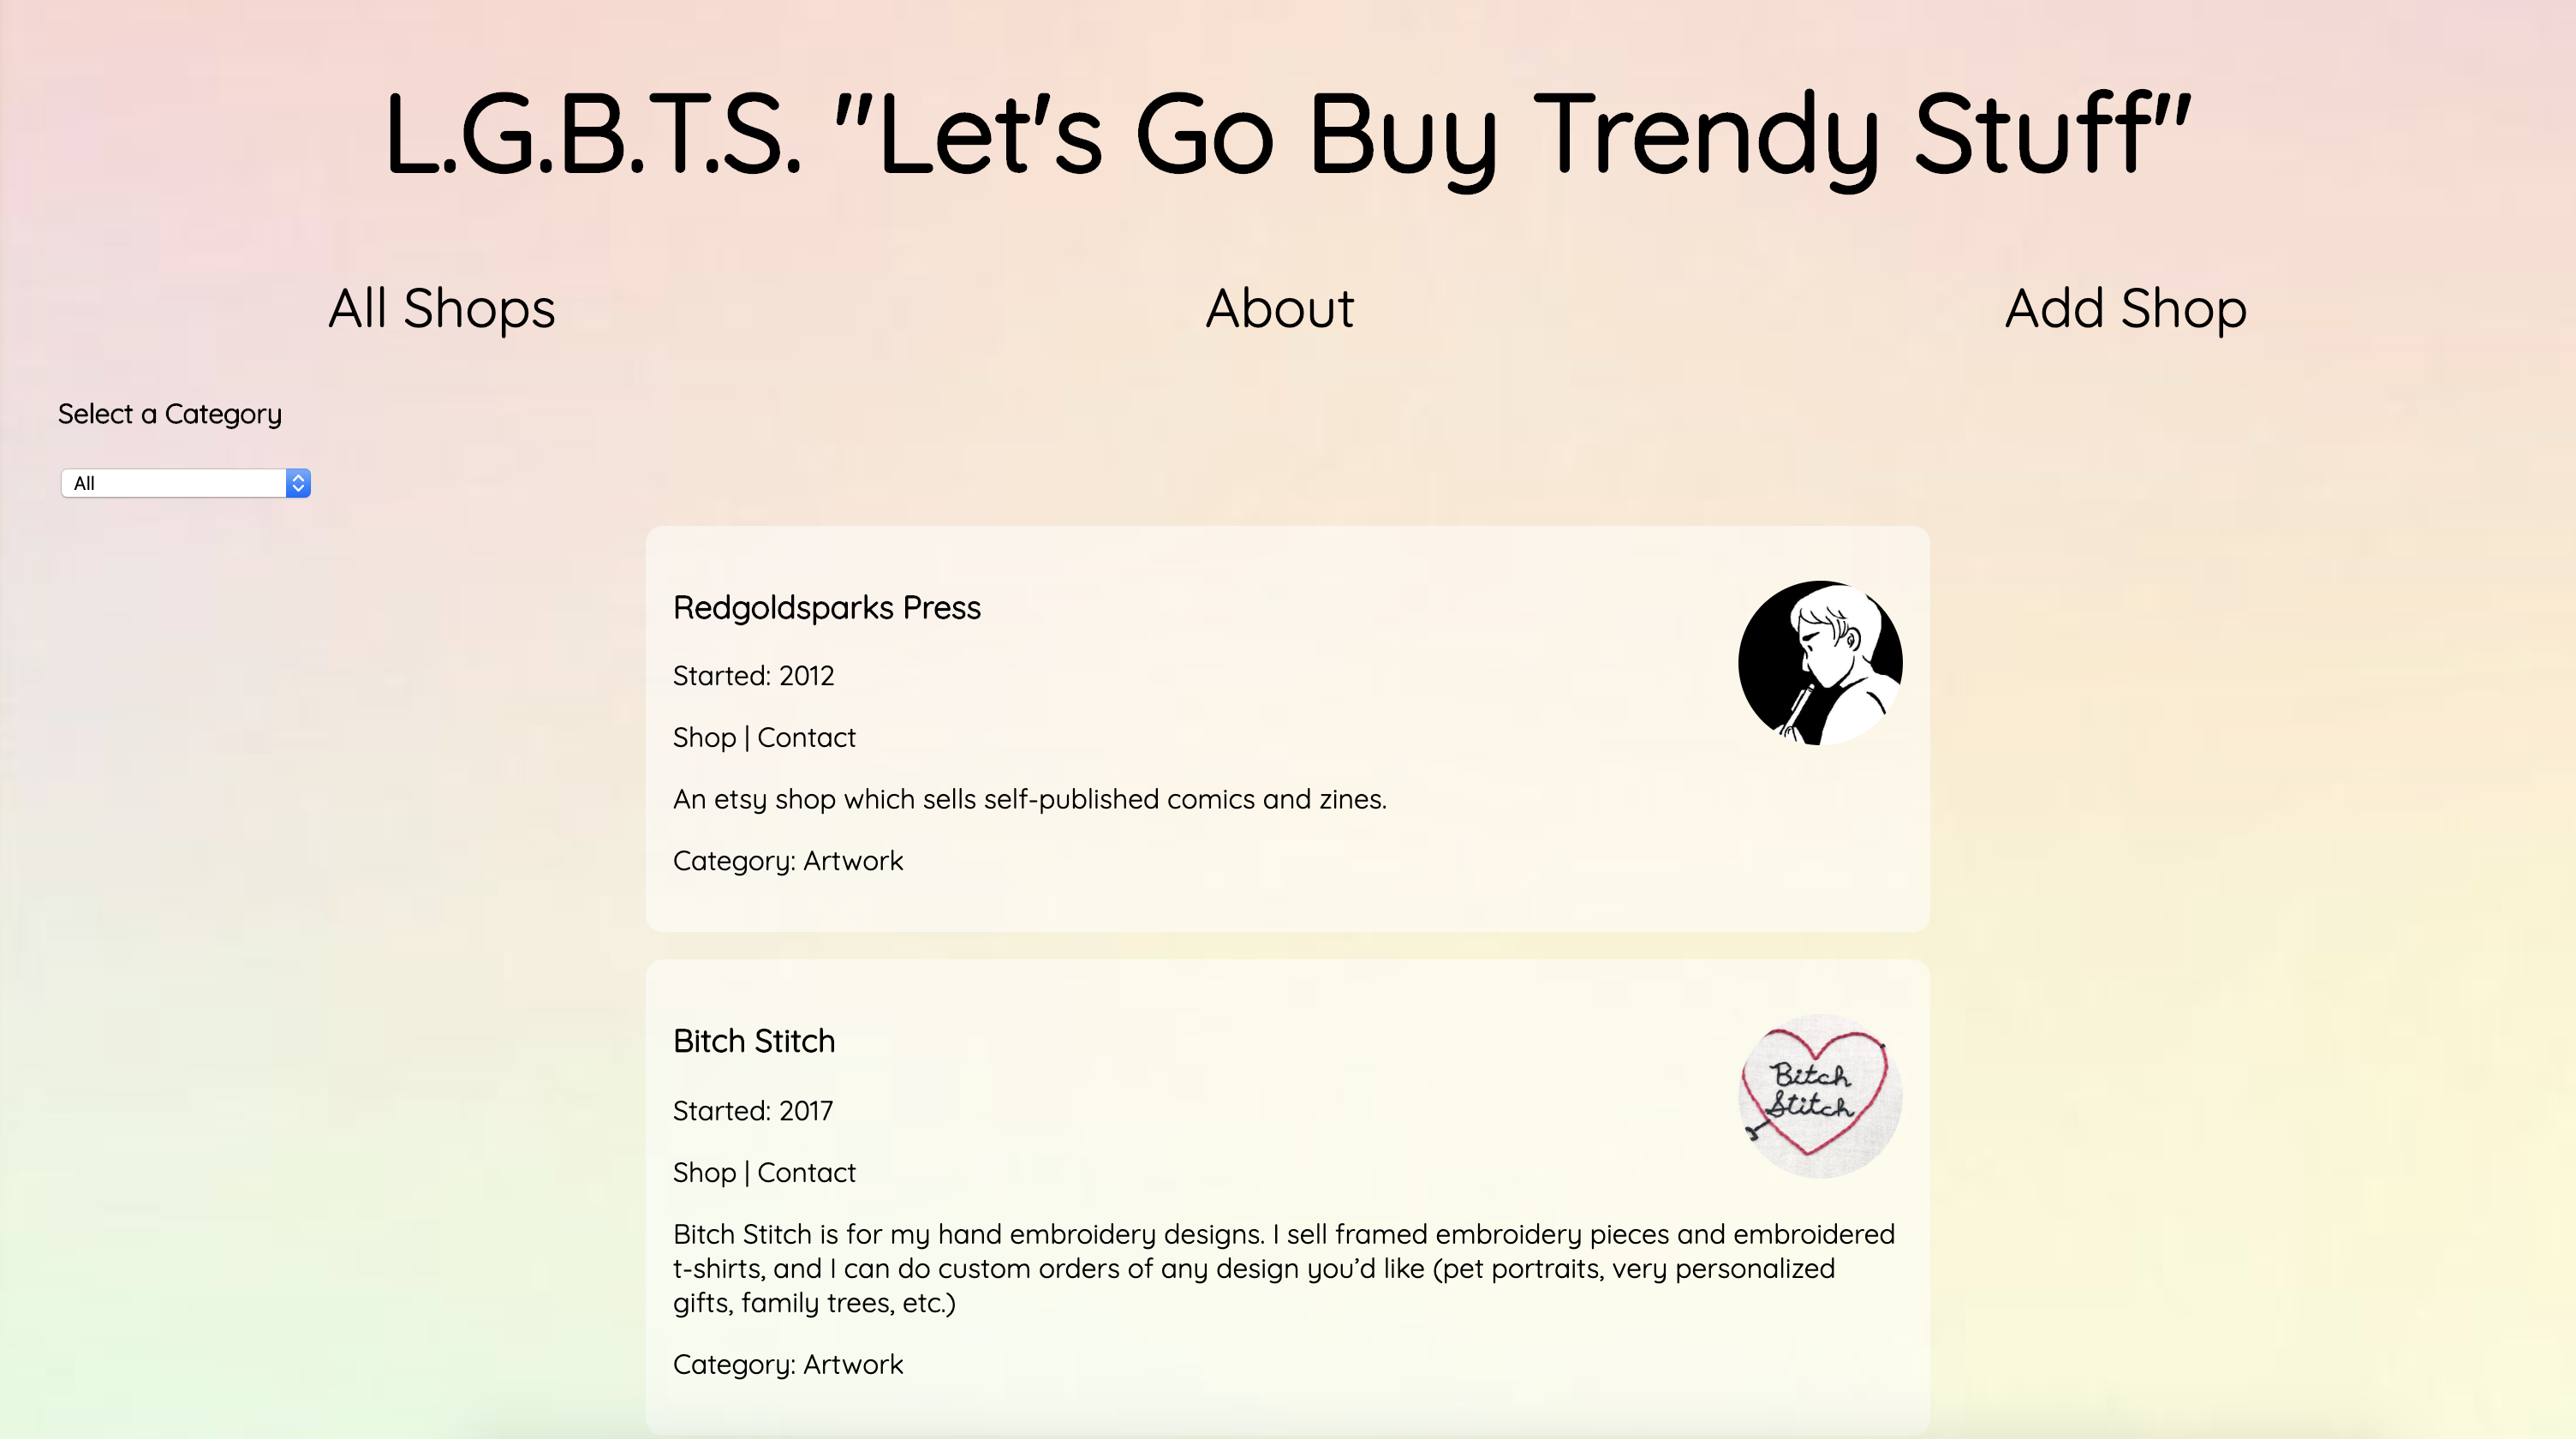 L.G.B.T.S. "Let's Go Buy Trendy Stuff"
All Shops
About
Add Shop
Select a Category
All
Redgoldsparks Press
Started: 2012
Shop | Contact
An etsy shop which sells self-published comics and zines.
Category: Artwork
Bitch Stitch
Started: 2017
Shop | Contact
Bitch Stitch is for my hand embroidery designs. I sell framed embroidery pieces and embroidered
t-shirts, and I can do custom orders of any design you’d like (pet portraits, very personalized
gifts, family trees, etc.)
Category: Artwork
Bitch
Stitch